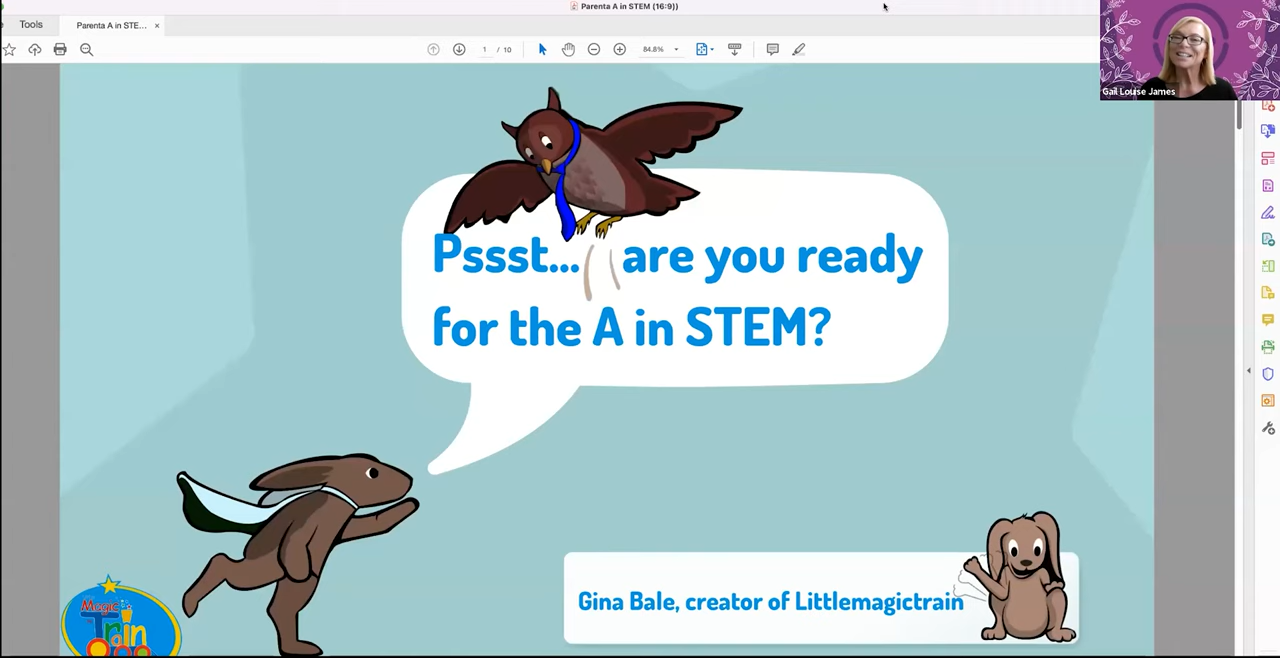 Parenta A in STEM (16:9))
Tools
Parenta A in STE... ×
1 / 10
84.8%
Gail Louise James
Pssst... are you ready
for the A in STEM?
Magic
Train
Gina Bale, creator of Littlemagictrain